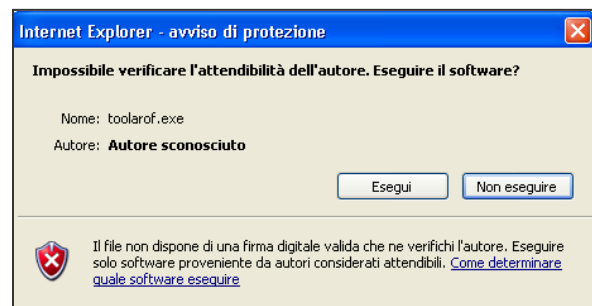 Internet Explorer - avviso di protezione
Impossibile verificare l'attendibilità dell'autore. Eseguire il software?
Nome: toolarof.exe
Autore: Autore sconosciuto
Esegui Non eseguire
Il file non dispone di una firma digitale valida che ne verifichi l'autore. Eseguire
solo software proveniente da autori considerati attendibili. Come determinare
quale software eseguire